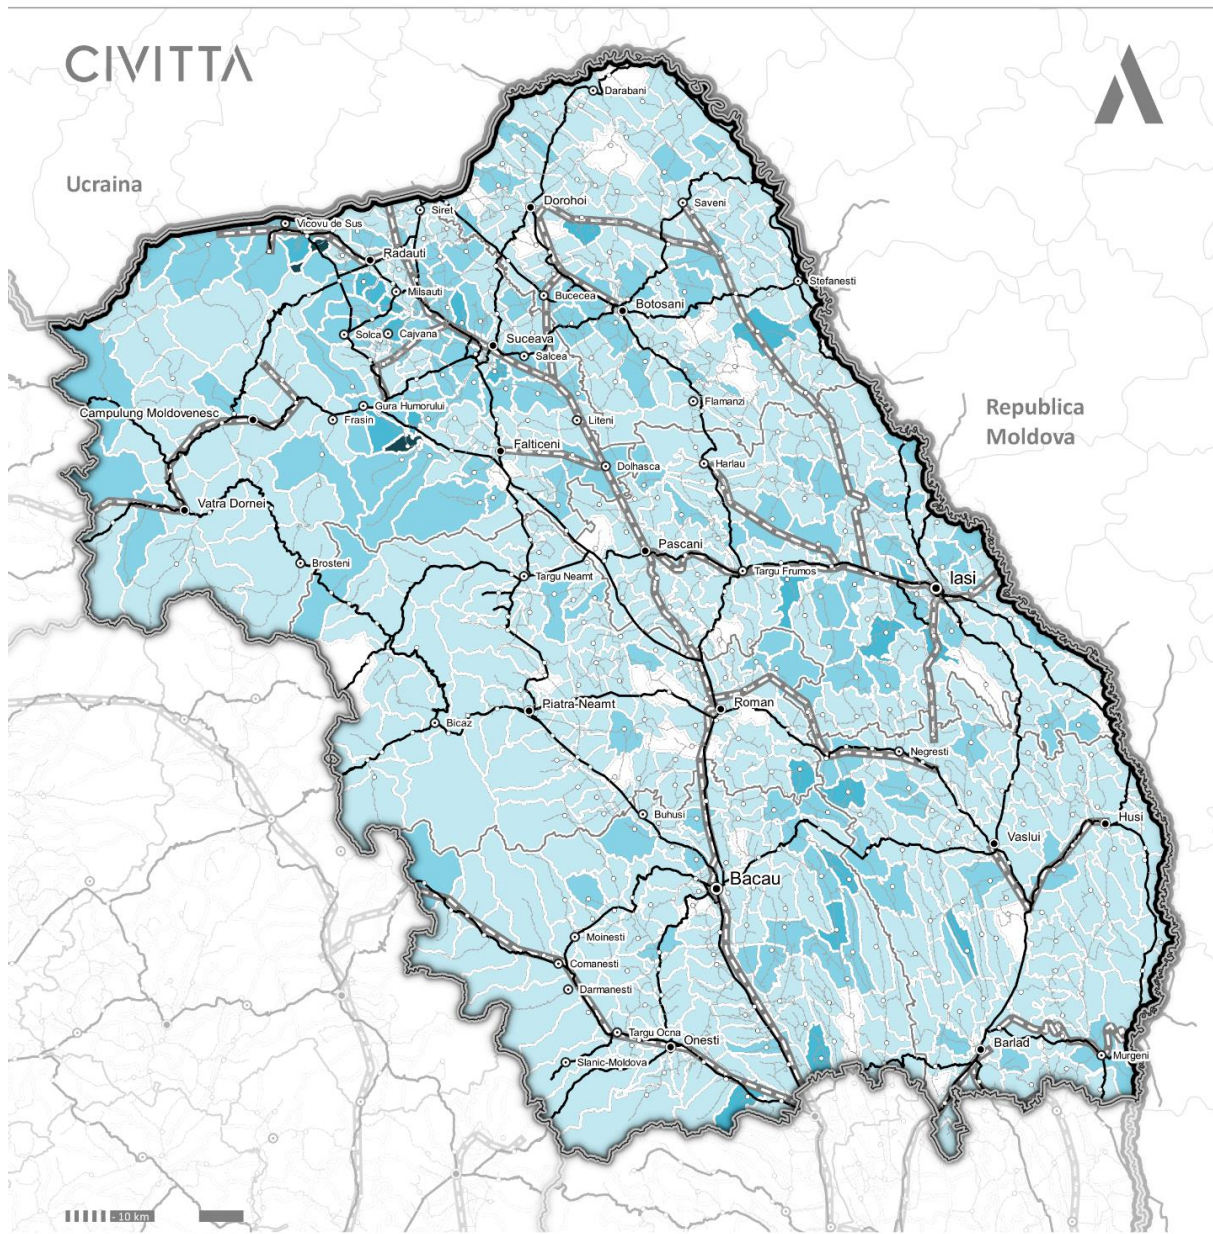 CIVITTA
Darabani
Ucraina
Dorohoi
Saveni
Siret
Vicovu de Sus
Radauti
Stefanesti
Milsauti
Bucecea
Botosani
Solca
Cajvana
Suceava
Salcea
Republica
Moldova
Flamanzi
Gura Humorului
Campulung Moldovenesc
Frasin
Liteni
Falticeni
Dolhasca
Harlau
Vatra Dornei
Pascani
Brosteni
Targu Neamt
Targu Frumos
Iasi
Piatra-Neamt
Roman
Bicaz
Negresti
Buhusi
Husi
Vaslui
Bacau
Moinesti
Comanesti
Darmanesti
Targu Ocna
Onesti
Barlad
Murgeni
Slanic-Moldova
- 10 km